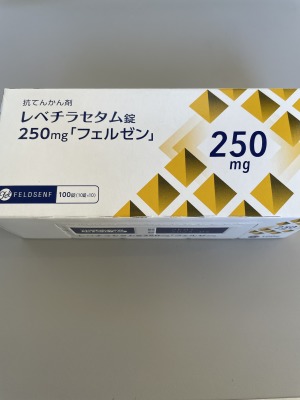 抗てんかん剤
レベチラセタム錠
250mg「フェルゼン」
250
mg
FELDSENF
100錠(10錠×10)